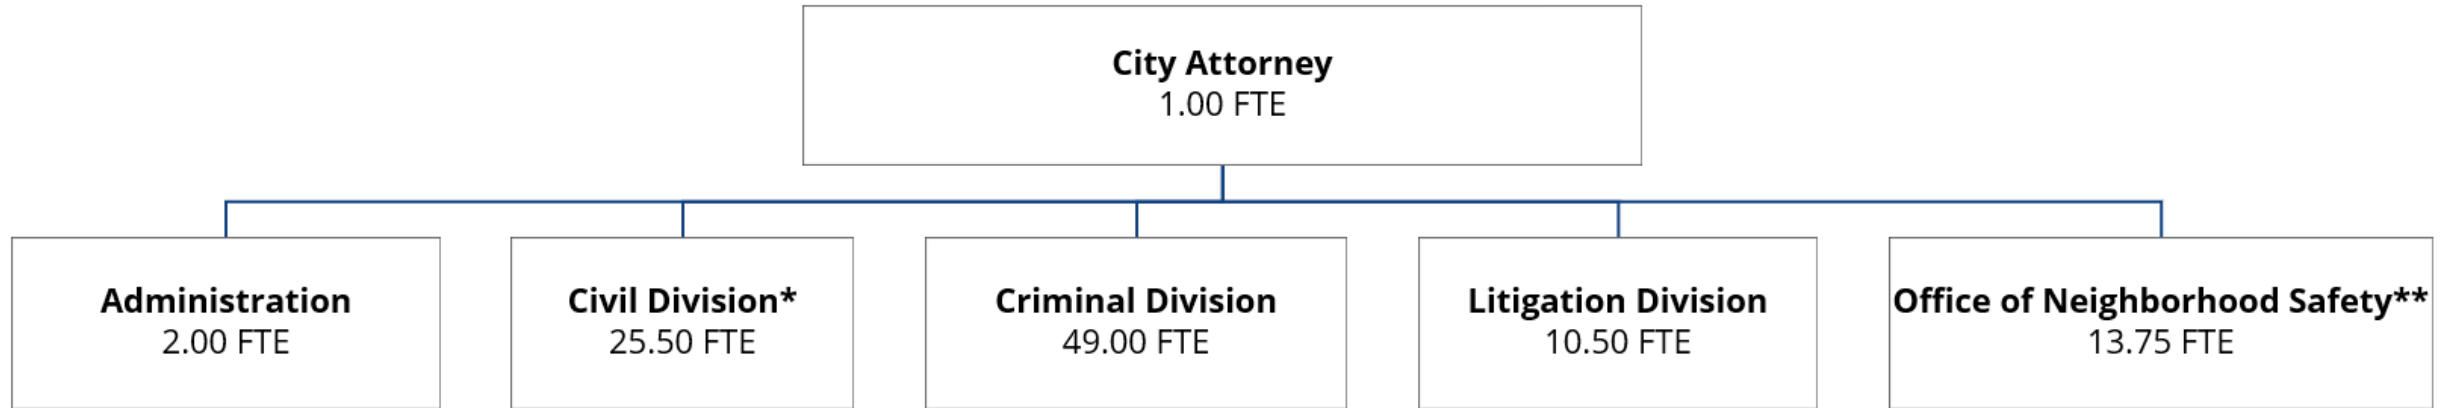 City Attorney
1.00 FTE
Administration
2.00 FTE
Civil Division*
25.50 FTE
Criminal Division
49.00 FTE
Litigation Division
10.50 FTE
Office of Neighborhood Safety**
13.75 FTE